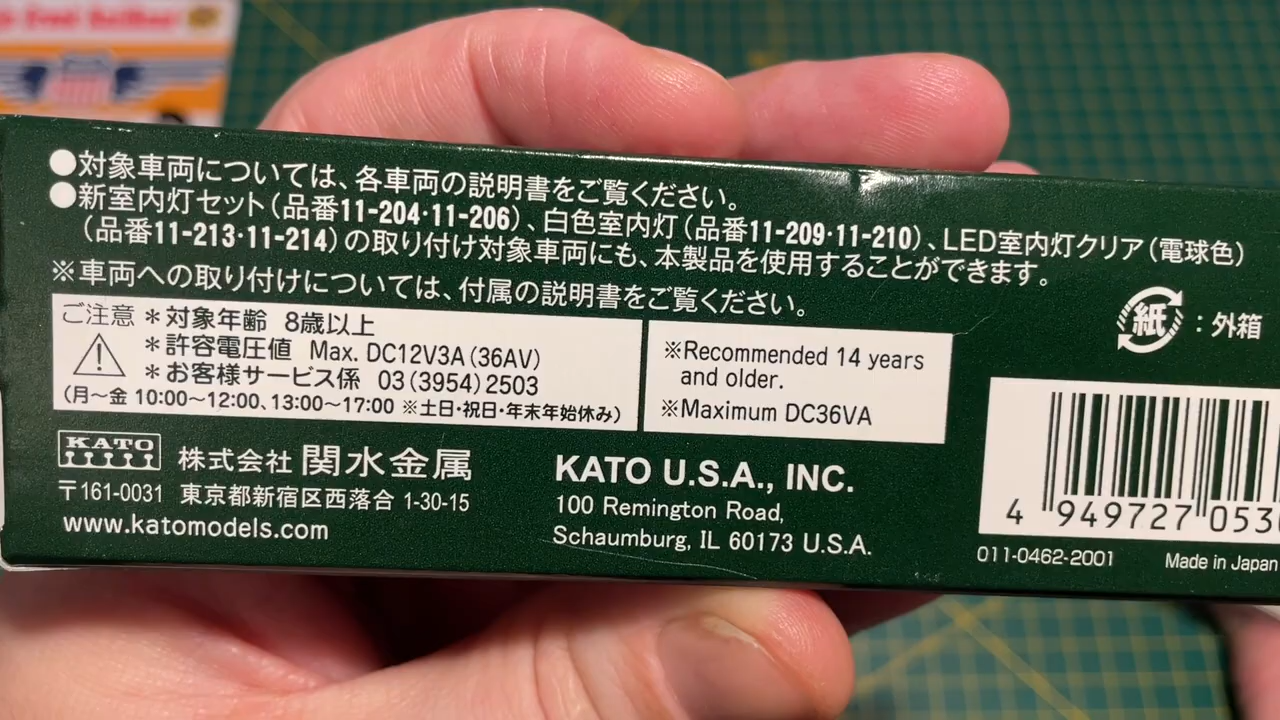 ●対象車両については、各車両の説明書をご覧ください。
●新室内灯セット(品番11-204・11-206)、白色室内灯(品番11-209・11-210)、LED室内灯クリア(電球色)
(品番11-213・11-214)の取り付け対象車両にも、本製品を使用することができます。
※車両への取り付けについては、付属の説明書をご覧ください。
ご注意 *対象年齢 8歳以上
*許容電圧値 Max. DC12V3A(36AV)
*お客様サービス係 03(3954)2503
(月〜金 10:00〜12:00、13:00〜17:00 ※土日・祝日・年末年始休み)
※Recommended 14 years
and older.
※Maximum DC36VA
紙:外箱
KATO 株式会社 関水金属
〒161-0031 東京都新宿区西落合 1-30-15
www.katomodels.com
KATO U.S.A., INC.
100 Remington Road,
Schaumburg, IL 60173 U.S.A.
4 949727 053
011-0462-2001 Made in Japan